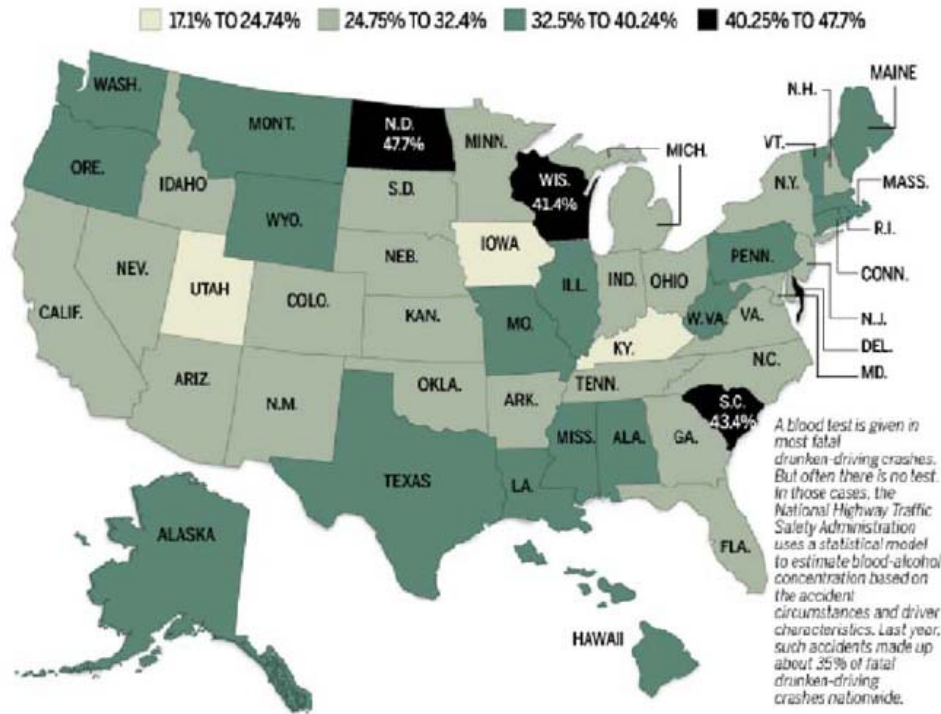 17.1% TO 24.74% 24.75% TO 32.4% 32.5% TO 40.24% 40.25% TO 47.7%
WASH.
MONT.
N.D.
47.7%
MINN.
MICH.
N.H.
MAINE
VT.
ORE.
IDAHO
S.D.
WIS.
41.4%
N.Y.
MASS.
WYO.
R.I.
NEB.
IOWA
PENN.
CONN.
NEV.
UTAH
COLO.
ILL.
IND.
OHIO
N.J.
CALIF.
KAN.
MO.
W.VA.
VA.
DEL.
KY.
MD.
ARIZ.
N.M.
OKLA.
ARK.
TENN.
N.C.
S.C.
43.4%
TEXAS
LA.
MISS.
ALA.
GA.
FLA.
ALASKA
HAWAII
A blood test is given in
most fatal
drunken-driving crashes.
But often there is no test.
In those cases, the
National Highway Traffic
Safety Administration
uses a statistical model
to estimate blood-alcohol
concentration based on
the accident
circumstances and driver
characteristics. Last year,
such accidents made up
about 35% of fatal
drunken-driving
crashes nationwide.